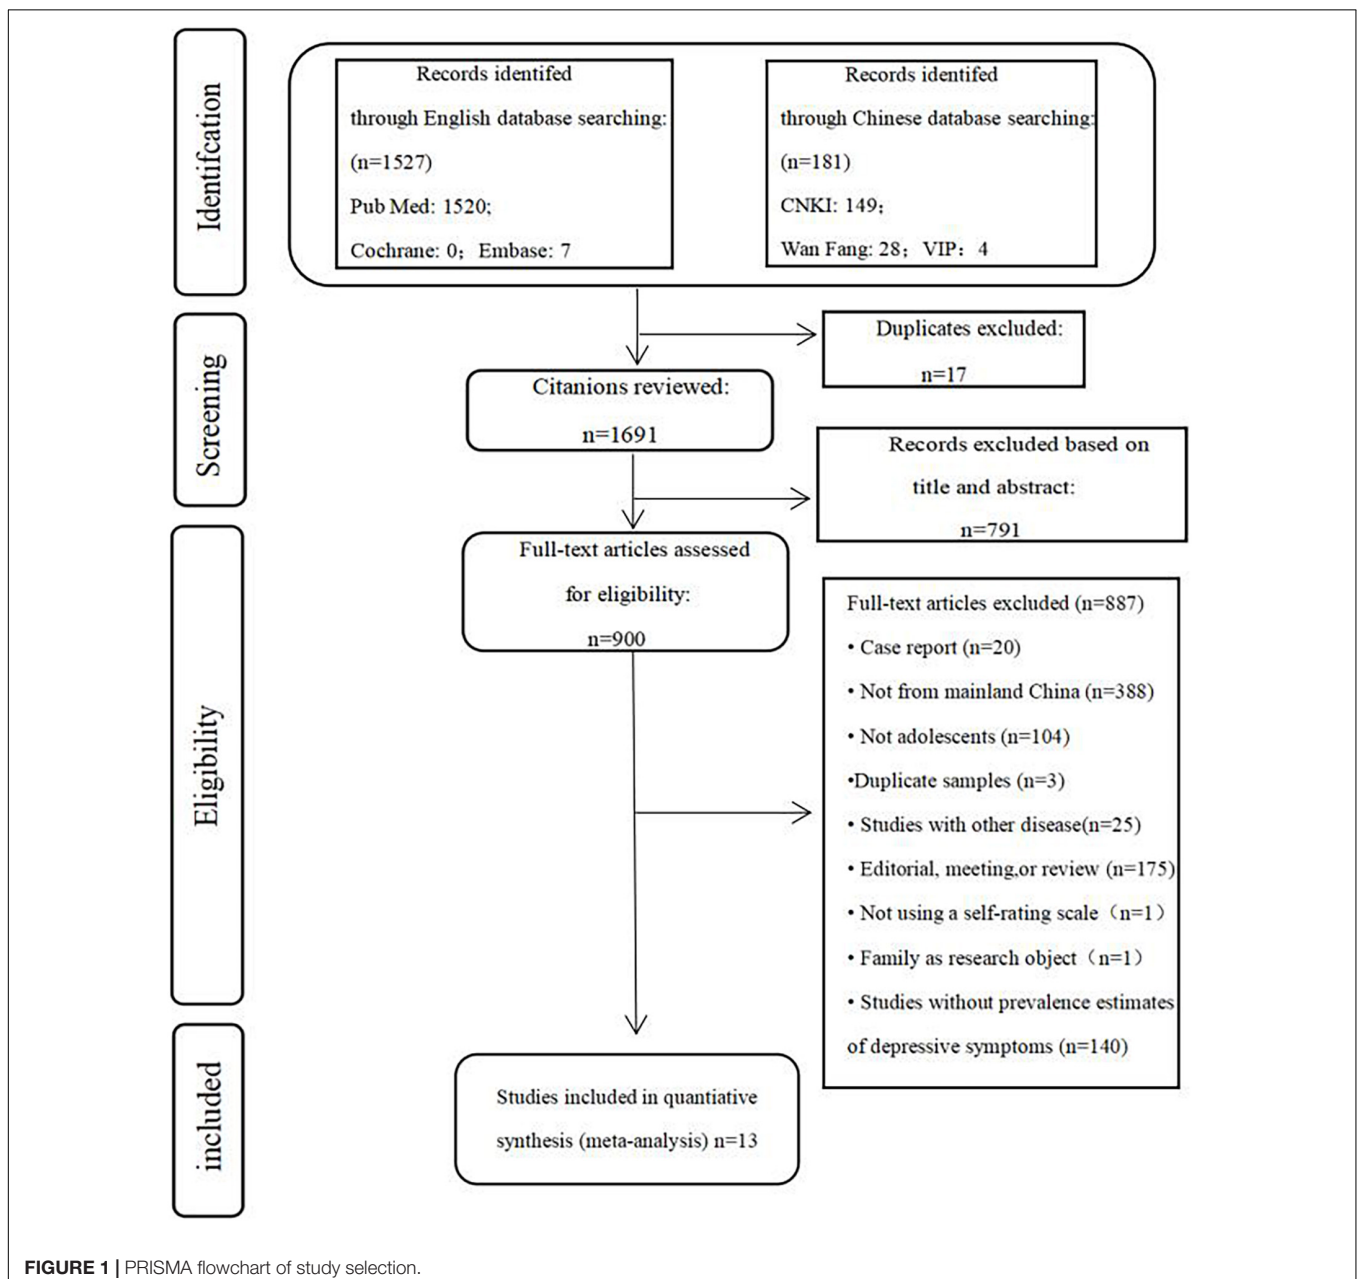 Identifcation
Records identifed
through English database searching:
(n=1527)
Pub Med: 1520;
Cochrane: 0； Embase: 7
Records identifed
through Chinese database searching:
(n=181)
CNKI: 149；
Wan Fang: 28； VIP： 4
Screening
Duplicates excluded:
n=17
Citanions reviewed:
n=1691
Records excluded based on
title and abstract:
n=791
Eligibility
Full-text articles assessed
for eligibility:
n=900
Full-text articles excluded (n=887)
• Case report (n=20)
• Not from mainland China (n=388)
• Not adolescents (n=104)
•Duplicate samples (n=3)
• Studies with other disease(n=25)
• Editorial, meeting,or review (n=175)
• Not using a self-rating scale（n=1）
• Family as research object（n=1）
• Studies without prevalence estimates
of depressive symptoms (n=140)
included
Studies included in quantiative
synthesis (meta-analysis) n=13
FIGURE 1 | PRISMA flowchart of study selection.